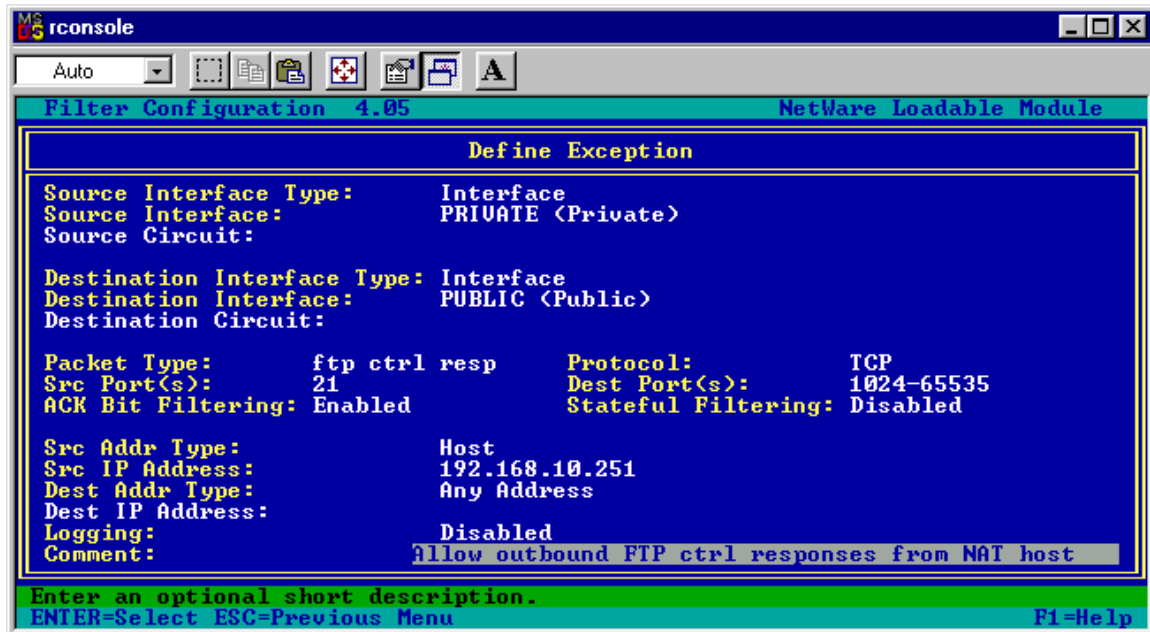 MS DOS rconsole
Auto A
Filter Configuration 4.05 NetWare Loadable Module
Define Exception
Source Interface Type: Interface
Source Interface: PRIVATE (Private)
Source Circuit:
Destination Interface Type: Interface
Destination Interface: PUBLIC (Public)
Destination Circuit:
Packet Type: ftp ctrl resp Protocol: TCP
Src Port(s): 21 Dest Port(s): 1024-65535
ACK Bit Filtering: Enabled Stateful Filtering: Disabled
Src Addr Type: Host
Src IP Address: 192.168.10.251
Dest Addr Type: Any Address
Dest IP Address:
Logging: Disabled
Comment: Allow outbound FTP ctrl responses from NAT host
Enter an optional short description.
ENTER=Select ESC=Previous Menu F1=Help